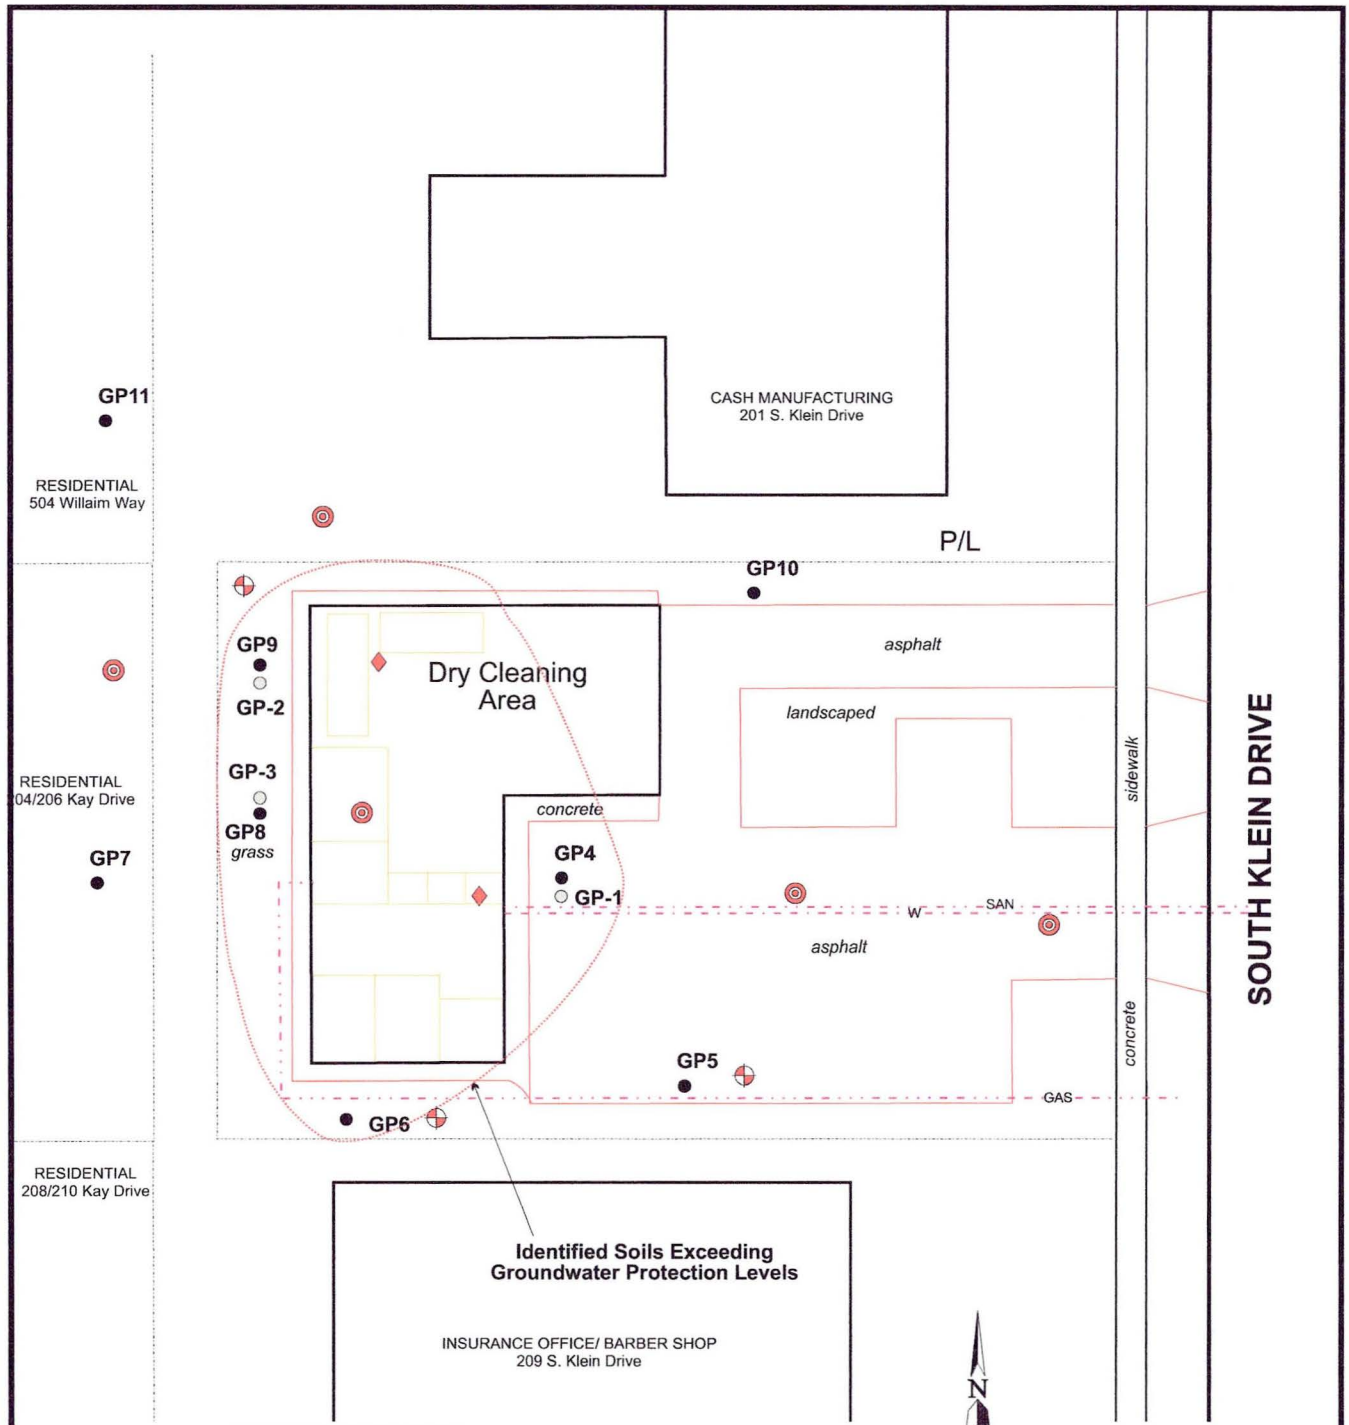 CASH MANUFACTURING
201 S. Klein Drive
GP11
RESIDENTIAL
504 Willaim Way
P/L
GP10
asphalt
GP9
Dry Cleaning
Area
GP-2
landscaped
SOUTH KLEIN DRIVE
sidewalk
GP-3
RESIDENTIAL
04/206 Kay Drive
concrete
GP8
grass
GP7
GP4
GP-1
SAN
W
asphalt
concrete
GP5
GAS
GP6
RESIDENTIAL
208/210 Kay Drive
Identified Soils Exceeding
Groundwater Protection Levels
INSURANCE OFFICE/ BARBER SHOP
209 S. Klein Drive
N